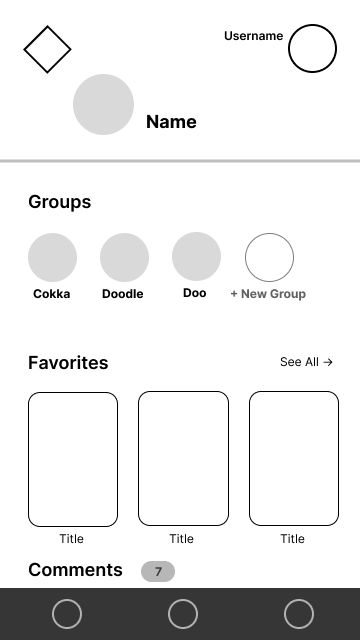 Username
Name
Groups
Cokka Doodle Doo + New Group
Favorites See All →
Title Title Title
Comments 7